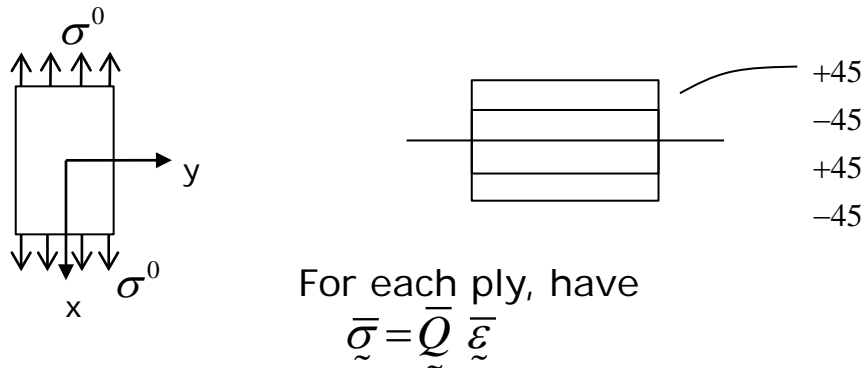 σ⁰
y
x
σ⁰
+45
−45
+45
−45
For each ply, have
σ̰̅ = Q̰̅ ε̰̅